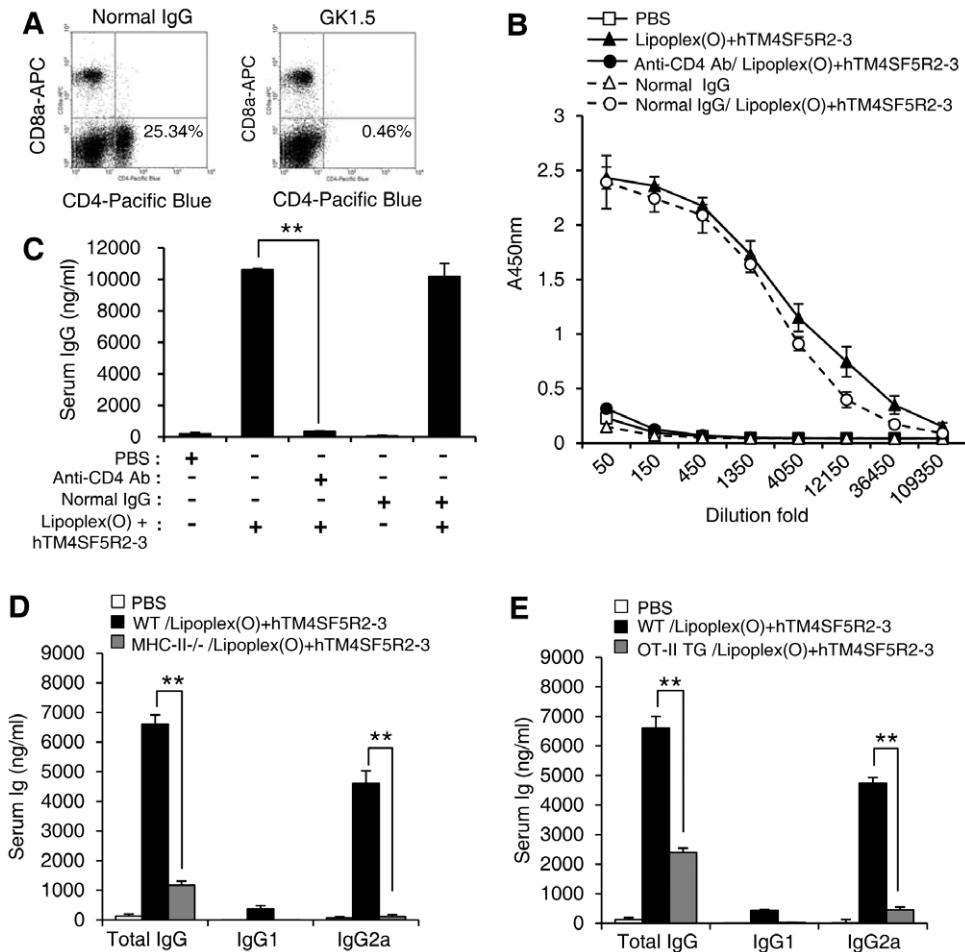 A
Normal IgG
GK1.5
CD8a-APC
CD8a-APC
25.34%
0.46%
CD4-Pacific Blue
CD4-Pacific Blue
CD4-Pacific Blue
CD4-Pacific Blue
B
PBS
Lipoplex(O)+hTM4SF5R2-3
Anti-CD4 Ab/ Lipoplex(O)+hTM4SF5R2-3
Normal IgG
Normal IgG/ Lipoplex(O)+hTM4SF5R2-3
A450nm
3
2.5
2
1.5
1
0.5
0
50 150 450 1350 4050 12150 36450 109350
Dilution fold
C
**
Serum IgG (ng/ml)
12000
10000
8000
6000
4000
2000
0
PBS : + - - - -
Anti-CD4 Ab : - - + - -
Normal IgG : - - - + +
Lipoplex(O) + : - + + - +
hTM4SF5R2-3
D
PBS
WT /Lipoplex(O)+hTM4SF5R2-3
MHC-II-/- /Lipoplex(O)+hTM4SF5R2-3
Serum Ig (ng/ml)
9000
8000
7000
6000
5000
4000
3000
2000
1000
0
**
**
Total IgG IgG1 IgG2a
E
PBS
WT /Lipoplex(O)+hTM4SF5R2-3
OT-II TG /Lipoplex(O)+hTM4SF5R2-3
Serum Ig (ng/ml)
9000
8000
7000
6000
5000
4000
3000
2000
1000
0
**
**
Total IgG IgG1 IgG2a